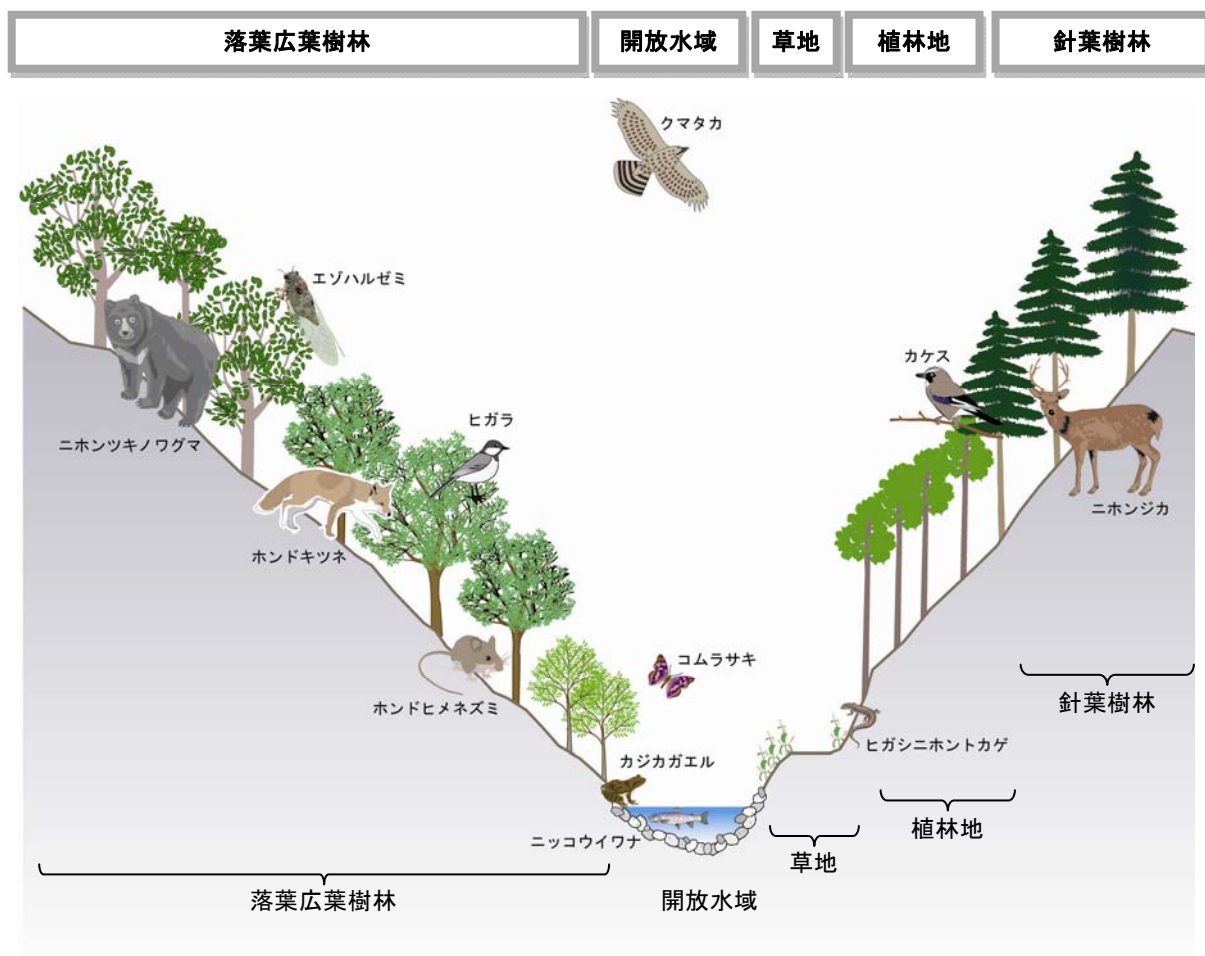 落葉広葉樹林
開放水域
草地
植林地
針葉樹林
クマタカ
エゾハルゼミ
カケス
ヒガラ
ニホンツキノワグマ
ニホンジカ
ホンドキツネ
コムラサキ
ホンドヒメネズミ
針葉樹林
ヒガシニホントカゲ
カジカガエル
植林地
ニッコウイワナ
草地
落葉広葉樹林
開放水域